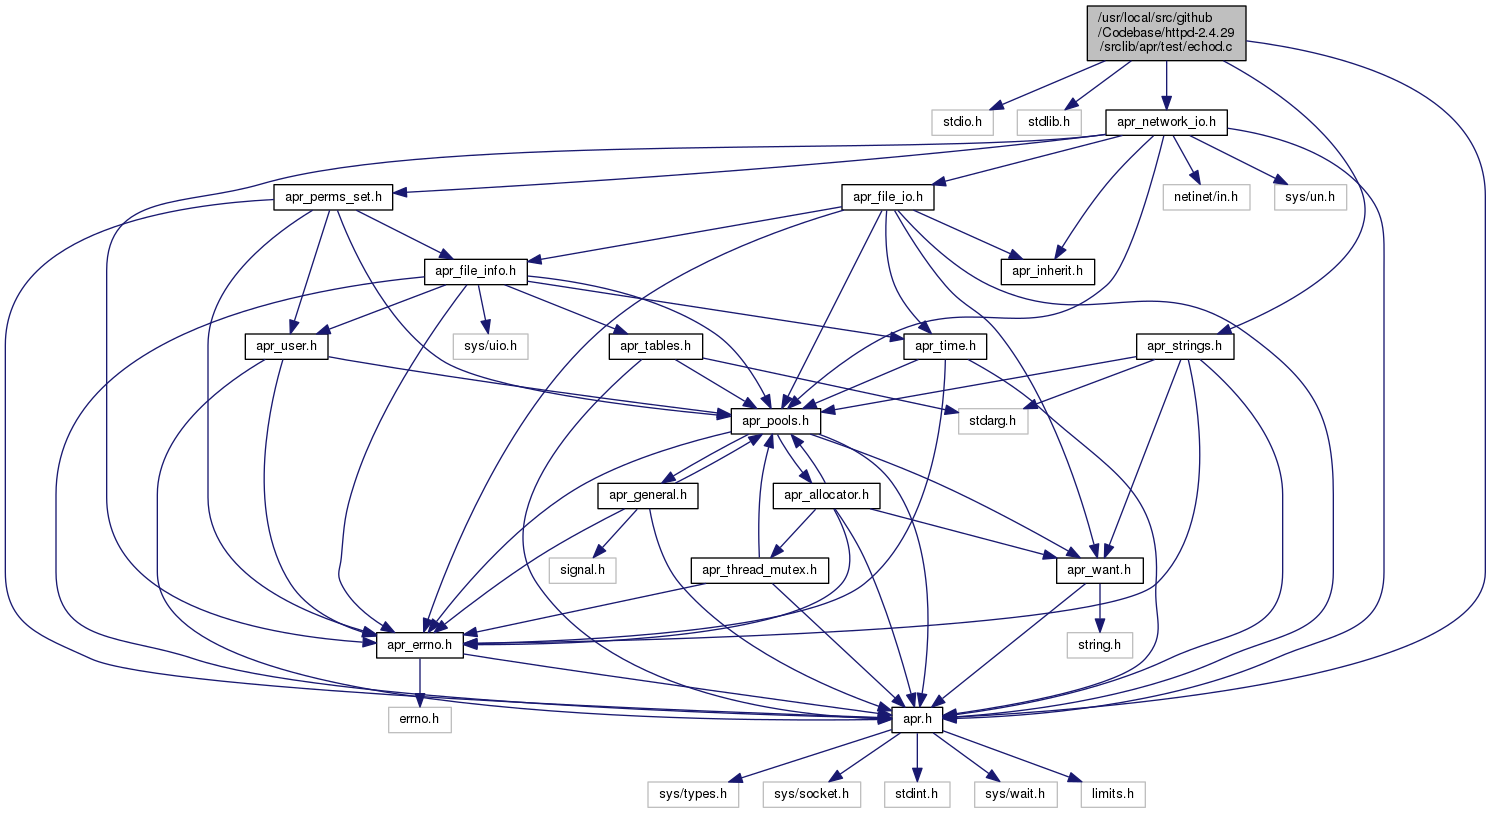 /usr/local/src/github
/Codebase/httpd-2.4.29
/srclib/apr/test/echod.c
stdio.h
stdlib.h
apr_network_io.h
apr_perms_set.h
apr_file_io.h
netinet/in.h
sys/un.h
apr_file_info.h
apr_inherit.h
apr_user.h
sys/uio.h
apr_tables.h
apr_time.h
apr_strings.h
apr_pools.h
stdarg.h
apr_general.h
apr_allocator.h
signal.h
apr_thread_mutex.h
apr_want.h
apr_errno.h
string.h
errno.h
apr.h
sys/types.h
sys/socket.h
stdint.h
sys/wait.h
limits.h